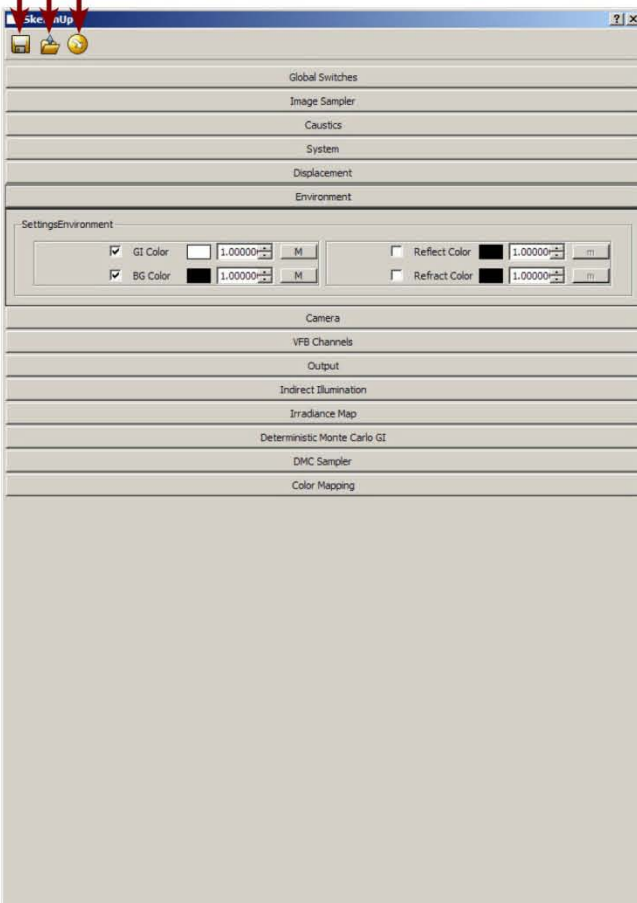 SketchUp
Global Switches
Image Sampler
Caustics
System
Displacement
Environment
SettingsEnvironment
GI Color 1.00000 M Reflect Color 1.00000 m
BG Color 1.00000 M Refract Color 1.00000 m
Camera
VFB Channels
Output
Indirect Illumination
Irradiance Map
Deterministic Monte Carlo GI
DMC Sampler
Color Mapping